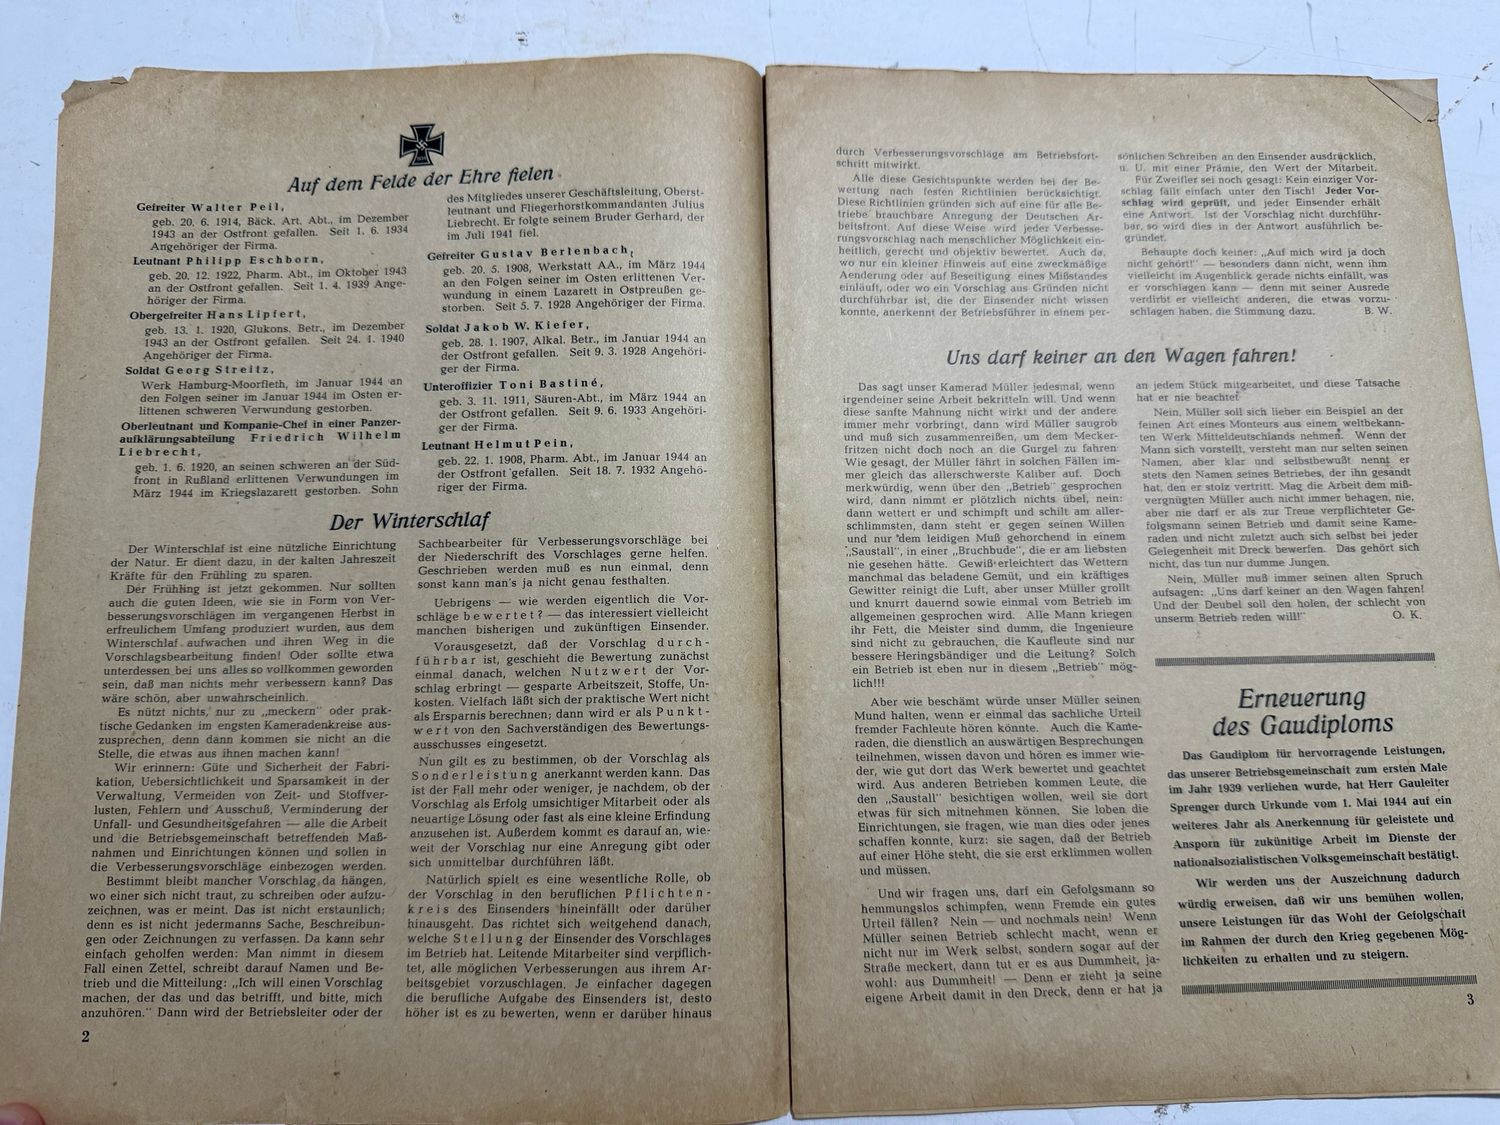 Auf dem Felde der Ehre fielen
Gefreiter Walter Peil,
geb. 20. 6. 1914, Bäck. Art. Abt., im Dezember
1943 an der Ostfront gefallen. Seit 1. 6. 1934
Angehöriger der Firma.
Leutnant Philipp Eschborn,
geb. 20. 12. 1922, Pharm. Abt., im Oktober 1943
an der Ostfront gefallen. Seit 1. 4. 1939 Ange-
höriger der Firma.
Obergefreiter Hans Lipfert,
geb. 13. 1. 1920, Glukons. Betr., im Dezember
1943 an der Ostfront gefallen. Seit 24. 1. 1940
Angehöriger der Firma.
Soldat Georg Streitz,
Werk Hamburg-Moorfleth, im Januar 1944 an
den Folgen seiner im Januar 1944 im Osten er-
littenen schweren Verwundung gestorben.
Oberleutnant und Kompanie-Chef in einer Panzer-
aufklärungsabteilung Friedrich Wilhelm
Liebrecht,
geb. 1. 6. 1920, an seinen schweren an der Süd-
front in Rußland erlittenen Verwundungen im
März 1944 im Kriegslazarett gestorben. Sohn
des Mitgliedes unserer Geschäftsleitung, Oberst-
leutnant und Fliegerhorstkommandanten Julius
Liebrecht. Er folgte seinem Bruder Gerhard, der
im Juli 1941 fiel.
Gefreiter Gustav Bertenbach,
geb. 20. 5. 1908, Werkstatt AA., im März 1944
an den Folgen seiner im Osten erlittenen Ver-
wundung in einem Lazarett in Ostpreußen ge-
storben. Seit 5. 7. 1928 Angehöriger der Firma.
Soldat Jakob W. Kiefer,
geb. 28. 1. 1907, Alkal. Betr., im Januar 1944 an
der Ostfront gefallen. Seit 9. 3. 1928 Angehöri-
ger der Firma.
Unteroffizier Toni Bastiné,
geb. 3. 11. 1911, Säuren-Abt., im März 1944 an
der Ostfront gefallen. Seit 9. 6. 1933 Angehöri-
ger der Firma.
Leutnant Helmut Pein,
geb. 22. 1. 1908, Pharm. Abt., im Januar 1944 an
der Ostfront gefallen. Seit 18. 7. 1932 Angehö-
riger der Firma.
Der Winterschlaf
Der Winterschlaf ist eine nützliche Einrichtung
der Natur. Er dient dazu, in der kalten Jahreszeit
Kräfte für den Frühling zu sparen.
Der Frühling ist jetzt gekommen. Nur sollten
auch die guten Ideen, wie sie in Form von Ver-
besserungsvorschlägen im vergangenen Herbst in
erfreulichem Umfang produziert wurden, aus dem
Winterschlaf aufwachen und ihren Weg in die
Vorschlagsbearbeitung finden! Oder sollte etwa
unterdessen bei uns alles so vollkommen geworden
sein, daß man nichts mehr verbessern kann? Das
wäre schön, aber unwahrscheinlich.
Es nützt nichts, nur zu „meckern" oder prak-
tische Gedanken im engsten Kameradenkreise aus-
zusprechen, denn dann kommen sie nicht an die
Stelle, die etwas aus ihnen machen kann!
Wir erinnern: Güte und Sicherheit der Fabri-
kation, Uebersichtlichkeit und Sparsamkeit in der
Verwaltung, Vermeiden von Zeit- und Stoffver-
lusten, Fehlern und Ausschuß, Verminderung der
Unfall- und Gesundheitsgefahren — alle die Arbeit
und die Betriebsgemeinschaft betreffenden Maß-
nahmen und Einrichtungen können und sollen in
die Verbesserungsvorschläge einbezogen werden.
Bestimmt bleibt mancher Vorschlag da hängen,
wo einer sich nicht traut, zu schreiben oder aufzu-
zeichnen, was er meint. Das ist nicht erstaunlich;
denn es ist nicht jedermanns Sache, Beschreibun-
gen oder Zeichnungen zu verfassen. Da kann sehr
einfach geholfen werden: Man nimmt in diesem
Fall einen Zettel, schreibt darauf Namen und Be-
trieb und die Mitteilung: „Ich will einen Vorschlag
machen, der das und das betrifft, und bitte, mich
anzuhören." Dann wird der Betriebsleiter oder der
Sachbearbeiter für Verbesserungsvorschläge bei
der Niederschrift des Vorschlages gerne helfen.
Geschrieben werden muß es nun einmal, denn
sonst kann man's ja nicht genau festhalten.
Uebrigens — wie werden eigentlich die Vor-
schläge bewertet? — das interessiert vielleicht
manchen bisherigen und zukünftigen Einsender.
Vorausgesetzt, daß der Vorschlag durch-
führbar ist, geschieht die Bewertung zunächst
einmal danach, welchen Nutzwert der Vor-
schlag erbringt — gesparte Arbeitszeit, Stoffe, Un-
kosten. Vielfach läßt sich der praktische Wert nicht
als Ersparnis berechnen; dann wird er als Punkt-
wert von den Sachverständigen des Bewertungs-
ausschusses eingesetzt.
Nun gilt es zu bestimmen, ob der Vorschlag als
Sonderleistung anerkannt werden kann. Das
ist der Fall mehr oder weniger, je nachdem, ob der
Vorschlag als Erfolg umsichtiger Mitarbeit oder als
neuartige Lösung oder fast als eine kleine Erfindung
anzusehen ist. Außerdem kommt es darauf an, wie-
weit der Vorschlag nur eine Anregung gibt oder
sich unmittelbar durchführen läßt.
Natürlich spielt es eine wesentliche Rolle, ob
der Vorschlag in den beruflichen Pflichten-
kreis des Einsenders hineinfällt oder darüber
hinausgeht. Das richtet sich weitgehend danach,
welche Stellung der Einsender des Vorschlages
im Betrieb hat. Leitende Mitarbeiter sind verpflich-
tet, alle möglichen Verbesserungen aus ihrem Ar-
beitsgebiet vorzuschlagen. Je einfacher dagegen
die berufliche Aufgabe des Einsenders ist, desto
höher ist es zu bewerten, wenn er darüber hinaus
2
durch Verbesserungsvorschläge am Betriebsfort-
schritt mitwirkt.
Alle diese Gesichtspunkte werden bei der Be-
wertung nach festen Richtlinien berücksichtigt.
Diese Richtlinien gründen sich auf eine für alle Be-
triebe brauchbare Anregung der Deutschen Ar-
beitsfront. Auf diese Weise wird jeder Verbesse-
rungsvorschlag nach menschlicher Möglichkeit ein-
heitlich, gerecht und objektiv bewertet. Auch da,
wo nur ein kleiner Hinweis auf eine zweckmäßige
Aenderung oder auf Beseitigung eines Mißstandes
einläuft, oder wo ein Vorschlag aus Gründen nicht
durchführbar ist, die der Einsender nicht wissen
konnte, anerkennt der Betriebsführer in einem per-
sönlichen Schreiben an den Einsender ausdrücklich,
u. U. mit einer Prämie, den Wert der Mitarbeit.
Für Zweifler sei noch gesagt: Kein einziger Vor-
schlag fällt einfach unter den Tisch! Jeder Vor-
schlag wird geprüft, und jeder Einsender erhält
eine Antwort. Ist der Vorschlag nicht durchführ-
bar, so wird dies in der Antwort ausführlich be-
gründet.
Behaupte doch keiner: „Auf mich wird ja doch
nicht gehört!" — besonders dann nicht, wenn ihm
vielleicht im Augenblick gerade nichts einfällt, was
er vorschlagen kann — denn mit seiner Ausrede
verdirbt er vielleicht anderen, die etwas vorzu-
schlagen haben, die Stimmung dazu. B. W.
Uns darf keiner an den Wagen fahren!
Das sagt unser Kamerad Müller jedesmal, wenn
irgendeiner seine Arbeit bekritteln will. Und wenn
diese sanfte Mahnung nicht wirkt und der andere
immer mehr vorbringt, dann wird Müller saugrob
und muß sich zusammenreißen, um dem Mecker-
fritzen nicht doch noch an die Gurgel zu fahren.
Wie gesagt, der Müller fährt in solchen Fällen im-
mer gleich das allerschwerste Kaliber auf. Doch
merkwürdig, wenn über den „Betrieb" gesprochen
wird, dann nimmt er plötzlich nichts übel, nein:
dann wettert er und schimpft und schilt am aller-
schlimmsten, dann steht er gegen seinen Willen
und nur dem leidigen Muß gehorchend in einem
„Saustall", in einer „Bruchbude", die er am liebsten
nie gesehen hätte. Gewiß erleichtert das Wettern
manchmal das beladene Gemüt, und ein kräftiges
Gewitter reinigt die Luft, aber unser Müller grollt
und knurrt dauernd sowie einmal vom Betrieb im
allgemeinen gesprochen wird. Alle Mann kriegen
ihr Fett, die Meister sind dumm, die Ingenieure
sind nicht zu gebrauchen, die Kaufleute sind nur
bessere Heringsbändiger und die Leitung? Solch
ein Betrieb ist eben nur in diesem „Betrieb" mög-
lich!!!
Aber wie beschämt würde unser Müller seinen
Mund halten, wenn er einmal das sachliche Urteil
fremder Fachleute hören könnte. Auch die Kame-
raden, die dienstlich an auswärtigen Besprechungen
teilnehmen, wissen davon und hören es immer wie-
der, wie gut dort das Werk bewertet und geachtet
wird. Aus anderen Betrieben kommen Leute, die
den „Saustall" besichtigen wollen, weil sie dort
etwas für sich mitnehmen können. Sie loben die
Einrichtungen, sie fragen, wie man dies oder jenes
schaffen konnte, kurz: sie sagen, daß der Betrieb
auf einer Höhe steht, die sie erst erklimmen wollen
und müssen.
Und wir fragen uns, darf ein Gefolgsmann so
hemmungslos schimpfen, wenn Fremde ein gutes
Urteil fällen? Nein — und nochmals nein! Wenn
Müller seinen Betrieb schlecht macht, wenn er
nicht nur im Werk selbst, sondern sogar auf der
Straße meckert, dann tut er es aus Dummheit, ja-
wohl: aus Dummheit! — Denn er zieht ja seine
eigene Arbeit damit in den Dreck, denn er hat ja
an jedem Stück mitgearbeitet, und diese Tatsache
hat er nie beachtet
Nein, Müller soll sich lieber ein Beispiel an der
feinen Art eines Monteurs aus einem weltbekann-
ten Werk Mitteldeutschlands nehmen. Wenn der
Mann sich vorstellt, versteht man nur selten seinen
Namen, aber klar und selbstbewußt nennt er
stets den Namen seines Betriebes, der ihn gesandt
hat, den er stolz vertritt. Mag die Arbeit dem miß-
vergnügten Müller auch nicht immer behagen, nie,
aber nie darf er als zur Treue verpflichteter Ge-
folgsmann seinen Betrieb und damit seine Kame-
raden und nicht zuletzt auch sich selbst bei jeder
Gelegenheit mit Dreck bewerfen. Das gehört sich
nicht, das tun nur dumme Jungen.
Nein, Müller muß immer seinen alten Spruch
aufsagen: „Uns darf keiner an den Wagen fahren!
Und der Deubel soll den holen, der schlecht von
unserm Betrieb reden will!" O. K.
Erneuerung
des Gaudiploms
Das Gaudiplom für hervorragende Leistungen,
das unserer Betriebsgemeinschaft zum ersten Male
im Jahr 1939 verliehen wurde, hat Herr Gauleiter
Sprenger durch Urkunde vom 1. Mai 1944 auf ein
weiteres Jahr als Anerkennung für geleistete und
Ansporn für zukünitige Arbeit im Dienste der
nationalsozialistischen Volksgemeinschaft bestätigt.
Wir werden uns der Auszeichnung dadurch
würdig erweisen, daß wir uns bemühen wollen,
unsere Leistungen für das Wohl der Gefolgschaft
im Rahmen der durch den Krieg gegebenen Mög-
lichkeiten zu erhalten und zu steigern.
3